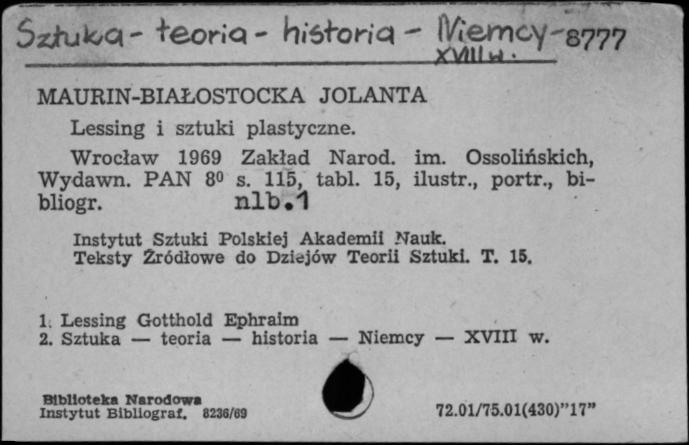 Sztuka - teoria - historia - Niemcy - 8777
XVIII w.
MAURIN-BIAŁOSTOCKA JOLANTA
Lessing i sztuki plastyczne.
Wrocław 1969 Zakład Narod. im. Ossolińskich,
Wydawn. PAN 8⁰ s. 115, tabl. 15, ilustr., portr., bi-
bliogr. nlb.1
Instytut Sztuki Polskiej Akademii Nauk.
Teksty Źródłowe do Dziejów Teorii Sztuki. T. 15.
1. Lessing Gotthold Ephraim
2. Sztuka — teoria — historia — Niemcy — XVIII w.
Biblioteka Narodowa
Instytut Bibliograf. 8236/69 72.01/75.01(430)"17"